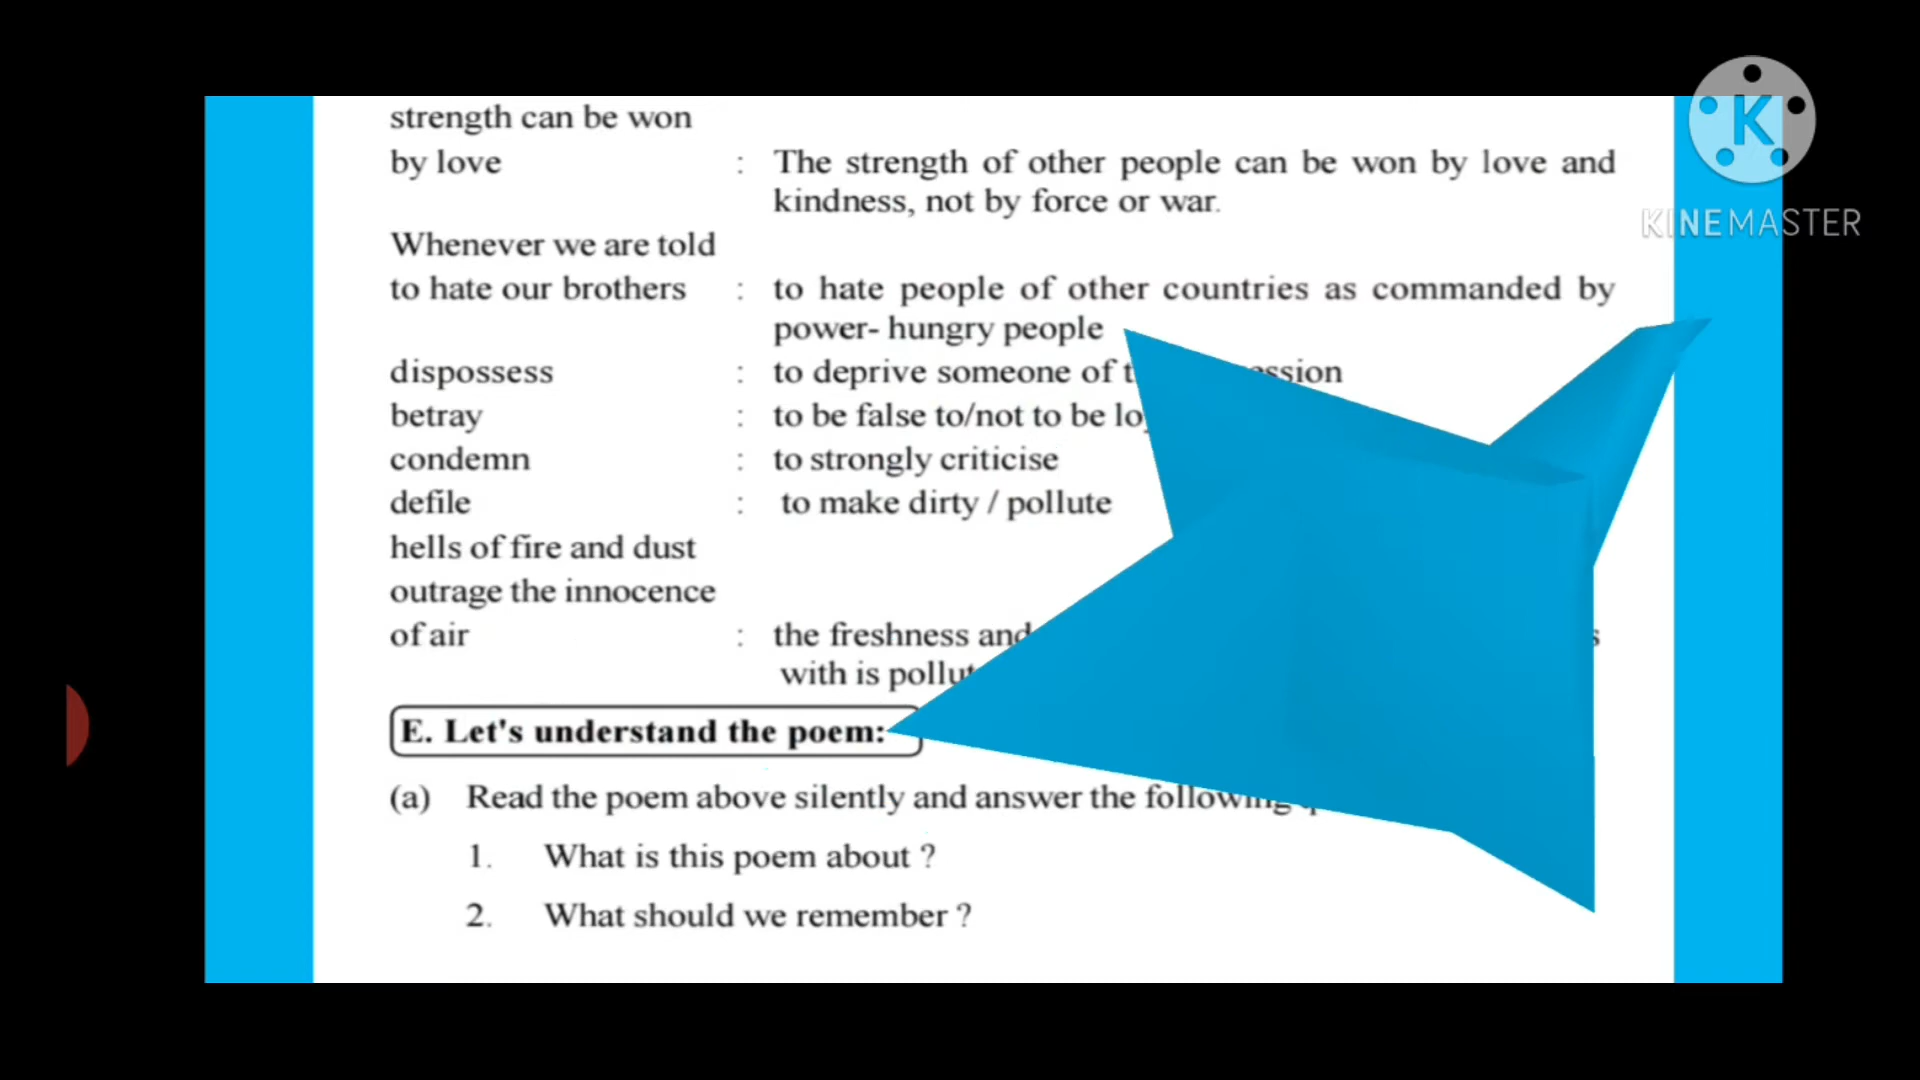 strength can be won
by love : The strength of other people can be won by love and
kindness, not by force or war.
Whenever we are told
to hate our brothers : to hate people of other countries as commanded by
power- hungry people
dispossess : to deprive someone of
betray : to be false to/not to be
condemn : to strongly criticise
defile : to make dirty / pollute
hells of fire and dust
outrage the innocence
of air : the freshness and
with is
E. Let's understand the poem:
(a) Read the poem above silently and answer the following
1. What is this poem about ?
2. What should we remember ?
K
KINEMASTER